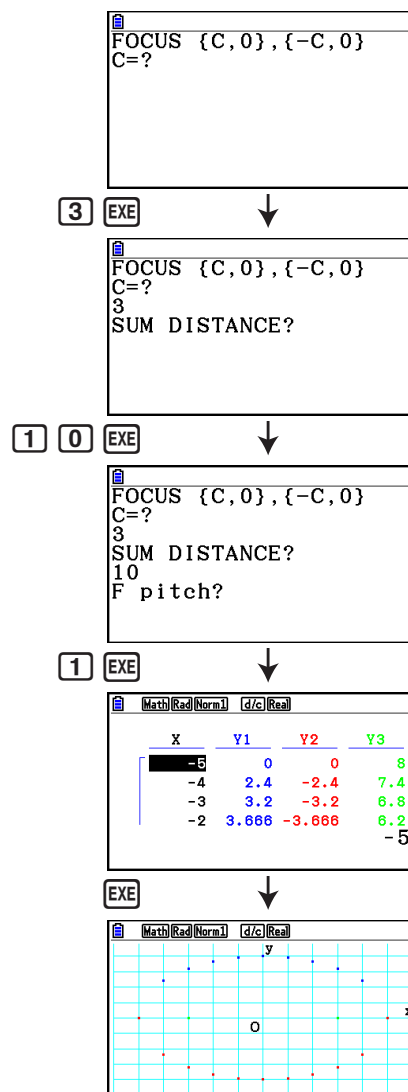 FOCUS {C,0},{-C,0}
C=?
3 EXE
FOCUS {C,0},{-C,0}
C=?
3
SUM DISTANCE?
1 0 EXE
FOCUS {C,0},{-C,0}
C=?
3
SUM DISTANCE?
10
F pitch?
1 EXE
Math Rad Norm1 d/c Real
X Y1 Y2 Y3
-5 0 0 8
-4 2.4 -2.4 7.4
-3 3.2 -3.2 6.8
-2 3.666 -3.666 6.2
-5
EXE
Math Rad Norm1 d/c Real
y
x
O